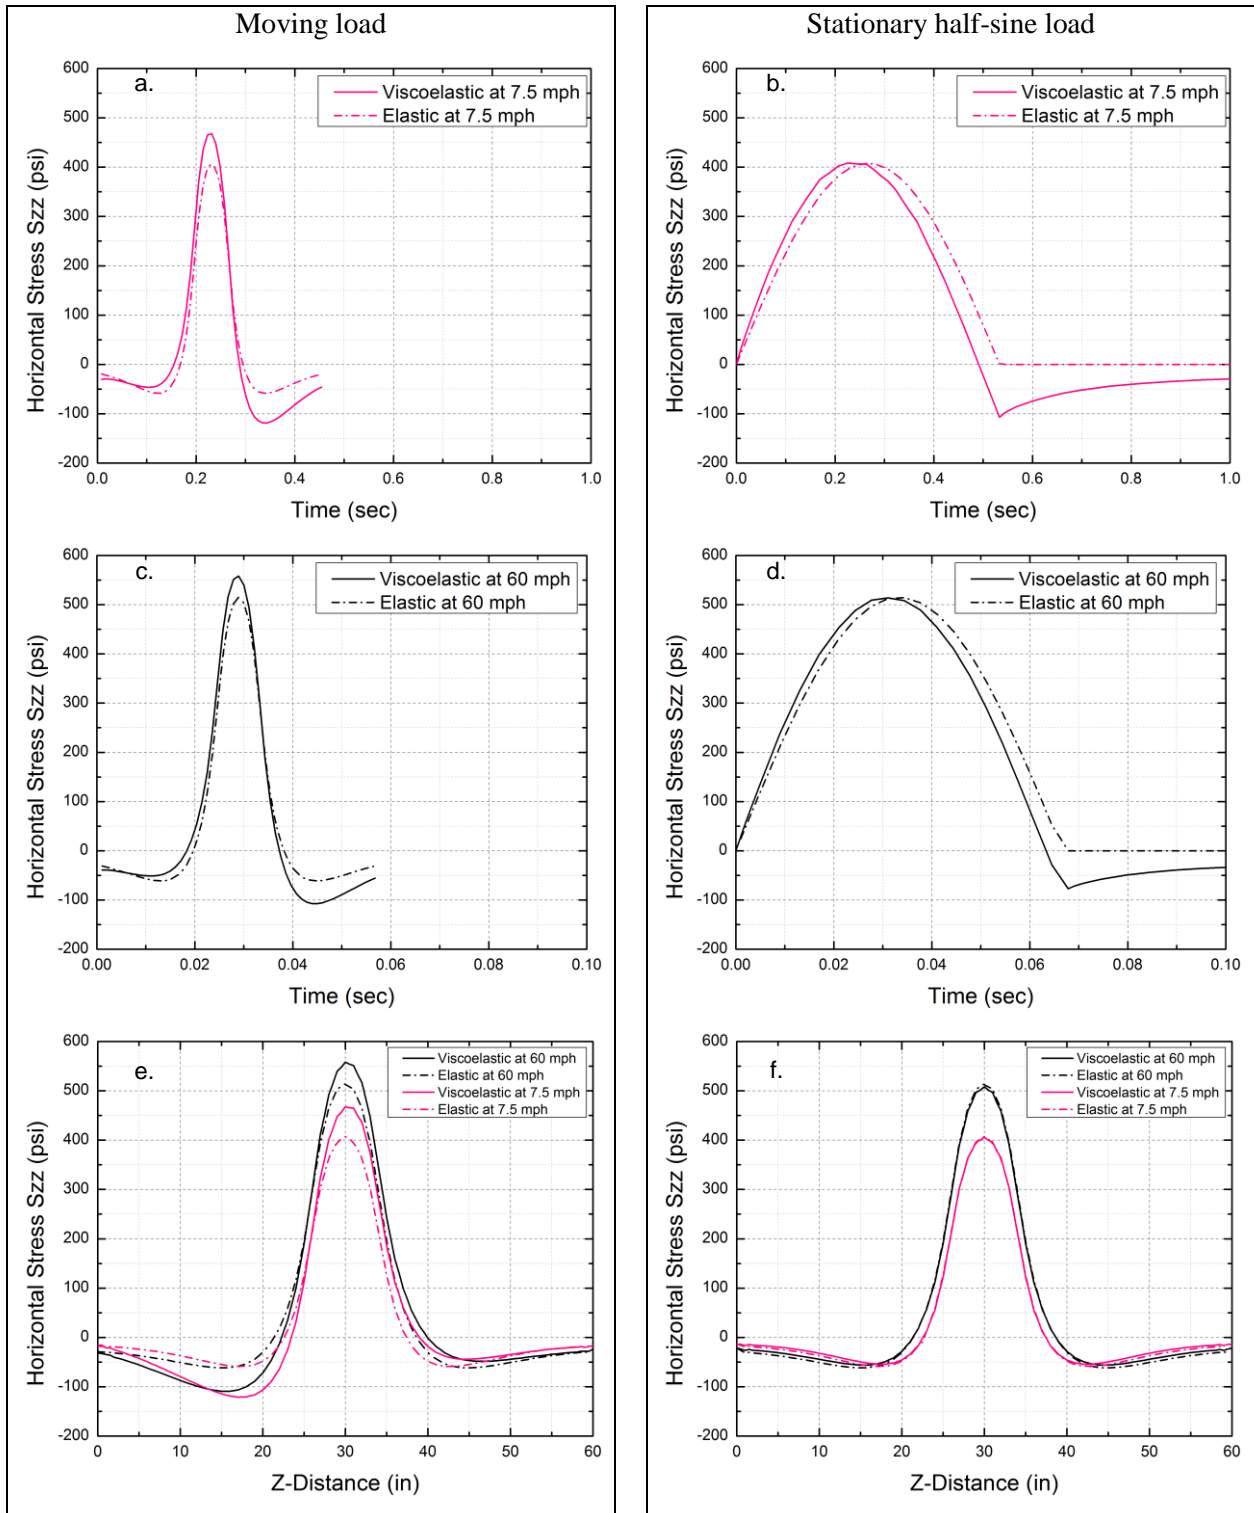 Moving load
Stationary half-sine load
a.
Viscoelastic at 7.5 mph
Elastic at 7.5 mph
600
500
400
300
200
100
0
-100
-200
Horizontal Stress Szz (psi)
0.0 0.2 0.4 0.6 0.8 1.0
Time (sec)
b.
Viscoelastic at 7.5 mph
Elastic at 7.5 mph
600
500
400
300
200
100
0
-100
-200
Horizontal Stress Szz (psi)
0.0 0.2 0.4 0.6 0.8 1.0
Time (sec)
c.
Viscoelastic at 60 mph
Elastic at 60 mph
600
500
400
300
200
100
0
-100
-200
Horizontal Stress Szz (psi)
0.00 0.02 0.04 0.06 0.08 0.10
Time (sec)
d.
Viscoelastic at 60 mph
Elastic at 60 mph
600
500
400
300
200
100
0
-100
-200
Horizontal Stress Szz (psi)
0.00 0.02 0.04 0.06 0.08 0.10
Time (sec)
e.
Viscoelastic at 60 mph
Elastic at 60 mph
Viscoelastic at 7.5 mph
Elastic at 7.5 mph
600
500
400
300
200
100
0
-100
-200
Horizontal Stress Szz (psi)
0 10 20 30 40 50 60
Z-Distance (in)
f.
Viscoelastic at 60 mph
Elastic at 60 mph
Viscoelastic at 7.5 mph
Elastic at 7.5 mph
600
500
400
300
200
100
0
-100
-200
Horizontal Stress Szz (psi)
0 10 20 30 40 50 60
Z-Distance (in)